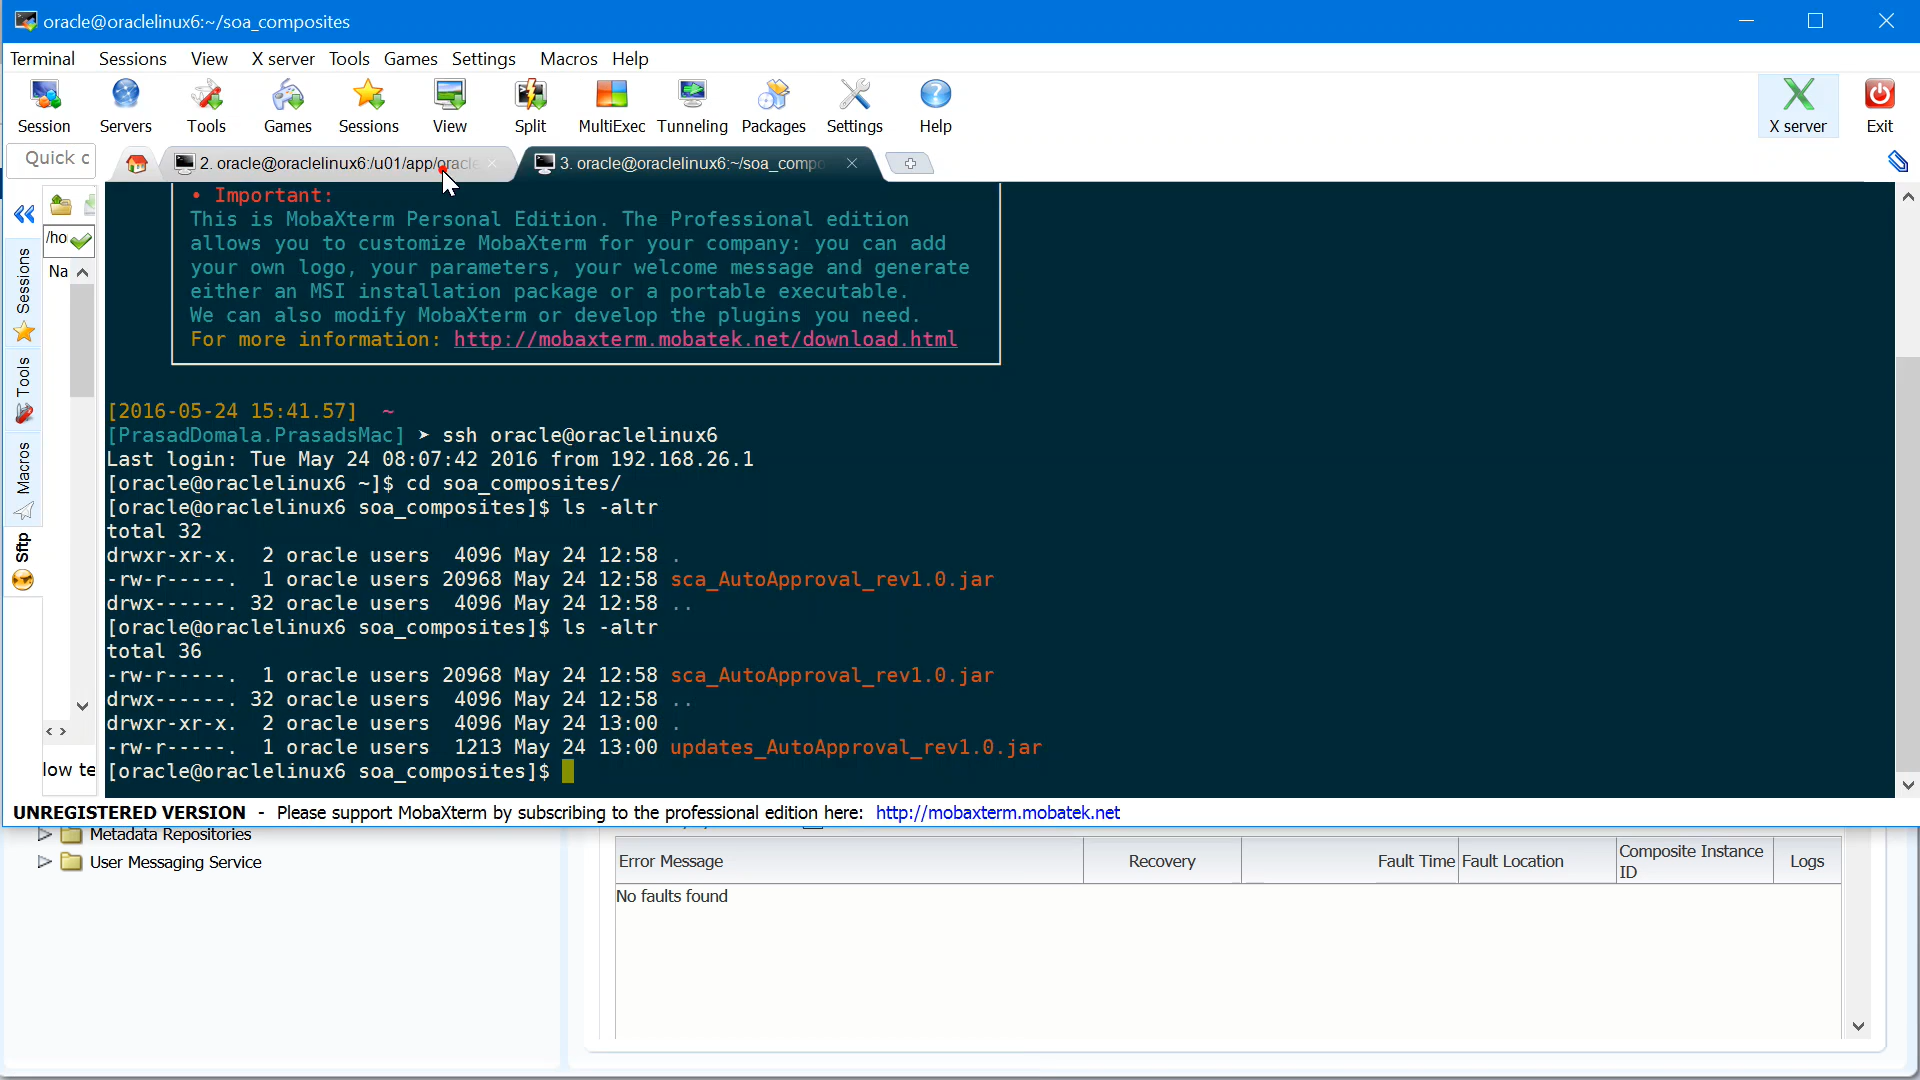 oracle@oraclelinux6:~/soa_composites
Terminal Sessions View X server Tools Games Settings Macros Help
Session Servers Tools Games Sessions View Split MultiExec Tunneling Packages Settings Help X server Exit
Quick c
2. oracle@oraclelinux6:/u01/app/oracle
3. oracle@oraclelinux6:~/soa_compo
/ho
Na
Sessions
Tools
Macros
Sftp
low te
• Important:
This is MobaXterm Personal Edition. The Professional edition
allows you to customize MobaXterm for your company: you can add
your own logo, your parameters, your welcome message and generate
either an MSI installation package or a portable executable.
We can also modify MobaXterm or develop the plugins you need.
For more information: http://mobaxterm.mobatek.net/download.html
[2016-05-24 15:41.57] ~
[PrasadDomala.PrasadsMac] ➤ ssh oracle@oraclelinux6
Last login: Tue May 24 08:07:42 2016 from 192.168.26.1
[oracle@oraclelinux6 ~]$ cd soa_composites/
[oracle@oraclelinux6 soa_composites]$ ls -altr
total 32
drwxr-xr-x. 2 oracle users 4096 May 24 12:58 .
-rw-r-----. 1 oracle users 20968 May 24 12:58 sca_AutoApproval_rev1.0.jar
drwx------. 32 oracle users 4096 May 24 12:58 ..
[oracle@oraclelinux6 soa_composites]$ ls -altr
total 36
-rw-r-----. 1 oracle users 20968 May 24 12:58 sca_AutoApproval_rev1.0.jar
drwx------. 32 oracle users 4096 May 24 12:58 ..
drwxr-xr-x. 2 oracle users 4096 May 24 13:00 .
-rw-r-----. 1 oracle users 1213 May 24 13:00 updates_AutoApproval_rev1.0.jar
[oracle@oraclelinux6 soa_composites]$
UNREGISTERED VERSION - Please support MobaXterm by subscribing to the professional edition here: http://mobaxterm.mobatek.net
Metadata Repositories
User Messaging Service
Error Message Recovery Fault Time Fault Location Composite Instance ID Logs
No faults found